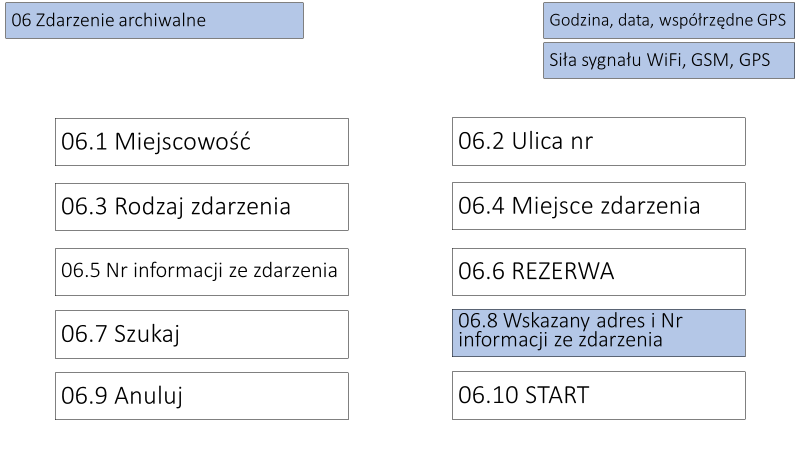 06 Zdarzenie archiwalne
Godzina, data, współrzędne GPS
Siła sygnału WiFi, GSM, GPS
06.1 Miejscowość
06.2 Ulica nr
06.3 Rodzaj zdarzenia
06.4 Miejsce zdarzenia
06.5 Nr informacji ze zdarzenia
06.6 REZERWA
06.7 Szukaj
06.8 Wskazany adres i Nr
informacji ze zdarzenia
06.9 Anuluj
06.10 START